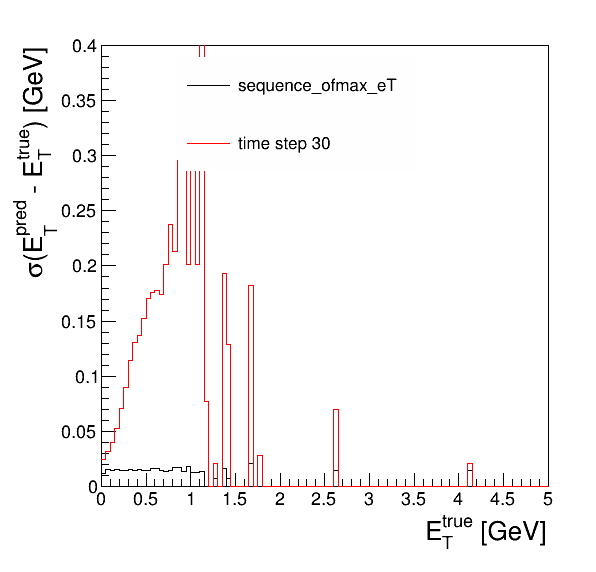 σ(E_T^pred - E_T^true) [GeV]
0.4
0.35
0.3
0.25
0.2
0.15
0.1
0.05
0
sequence_ofmax_eT
time step 30
0 0.5 1 1.5 2 2.5 3 3.5 4 4.5 5
E_T^true [GeV]